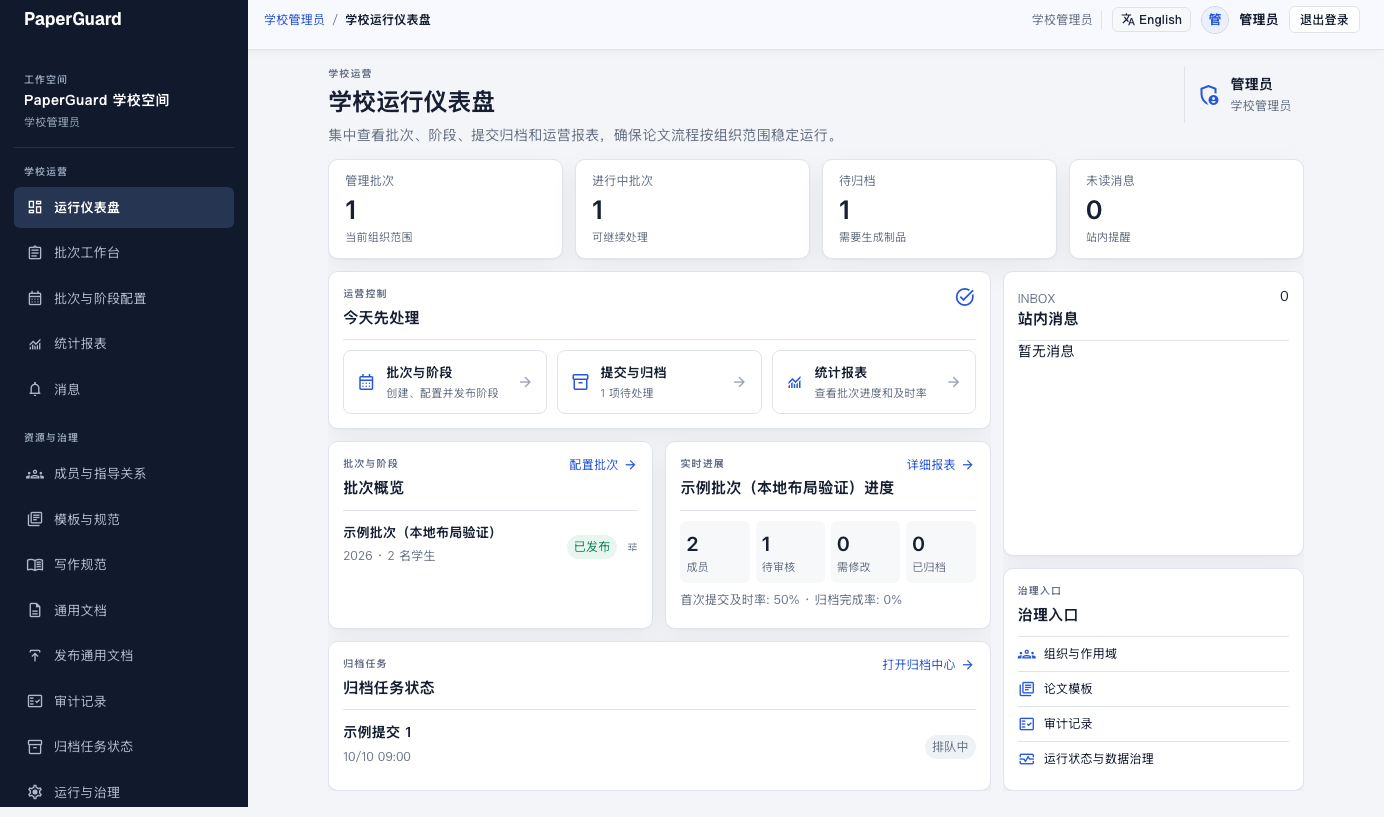 PaperGuard
工作空间
PaperGuard 学校空间
学校管理员
学校运营
运行仪表盘
批次工作台
批次与阶段配置
统计报表
消息
资源与治理
成员与指导关系
模板与规范
写作规范
通用文档
发布通用文档
审计记录
归档任务状态
运行与治理
学校管理员 / 学校运行仪表盘
学校管理员
English
管
管理员
退出登录
学校运营
学校运行仪表盘
集中查看批次、阶段、提交归档和运营报表，确保论文流程按组织范围稳定运行。
管理员
学校管理员
管理批次
1
当前组织范围
进行中批次
1
可继续处理
待归档
1
需要生成制品
未读消息
0
站内提醒
运营控制
今天先处理
批次与阶段
创建、配置并发布阶段
提交与归档
1 项待处理
统计报表
查看批次进度和及时率
INBOX
0
站内消息
暂无消息
批次与阶段
配置批次
批次概览
示例批次（本地布局验证）
2026 · 2 名学生
已发布
实时进展
详细报表
示例批次（本地布局验证）进度
2
成员
1
待审核
0
需修改
0
已归档
首次提交及时率: 50% · 归档完成率: 0%
归档任务
打开归档中心
归档任务状态
示例提交 1
10/10 09:00
排队中
治理入口
治理入口
组织与作用域
论文模板
审计记录
运行状态与数据治理